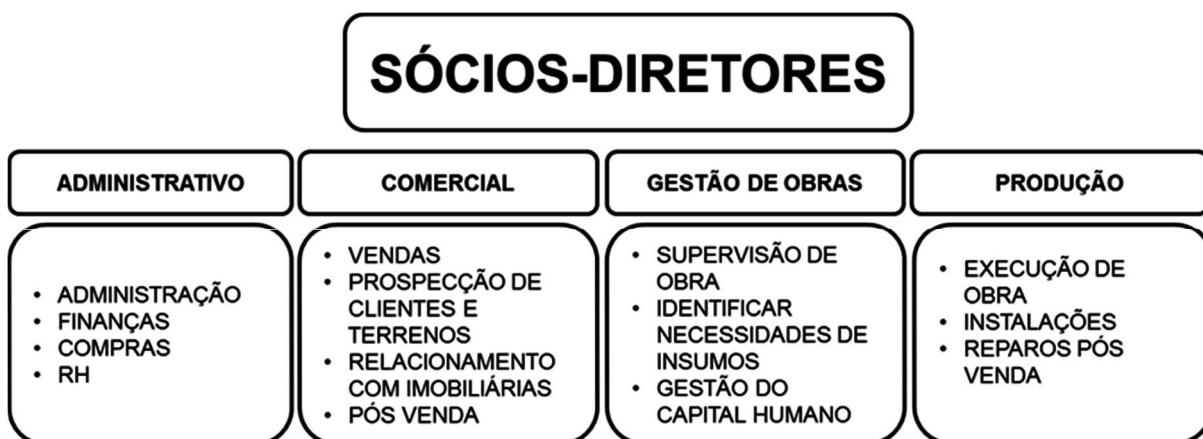 SÓCIOS-DIRETORES
ADMINISTRATIVO
• ADMINISTRAÇÃO
• FINANÇAS
• COMPRAS
• RH
COMERCIAL
• VENDAS
• PROSPECÇÃO DE
CLIENTES E
TERRENOS
• RELACIONAMENTO
COM IMOBILIÁRIAS
• PÓS VENDA
GESTÃO DE OBRAS
• SUPERVISÃO DE
OBRA
• IDENTIFICAR
NECESSIDADES DE
INSUMOS
• GESTÃO DO
CAPITAL HUMANO
PRODUÇÃO
• EXECUÇÃO DE
OBRA
• INSTALAÇÕES
• REPAROS PÓS
VENDA